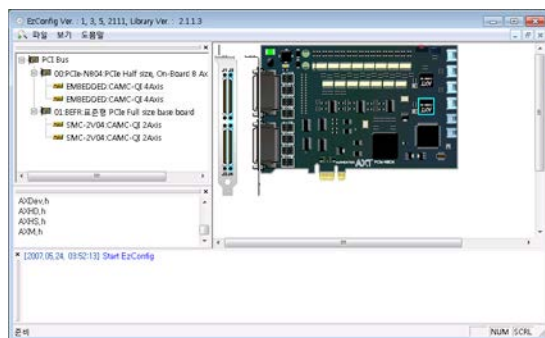 EzConfig Ver. : 1, 3, 5, 2111, Library Ver. : 2.1.1.3
파일 보기 도움말
PCI Bus
00:PCIe-N804:PCIe Half size, On-Board 8 Ax
EMBEDDED:CAMC-QI 4Axis
EMBEDDED:CAMC-QI 4Axis
01:BEFR:표준형 PCIe Full size base board
SMC-2V04:CAMC-QI 2Axis
SMC-2V04:CAMC-QI 2Axis
AXT
AXDev.h
AXHD.h
AXHS.h
AXM.h
[2007,05,24, 03:52:13] Start EzConfig
준비
NUM
SCRL